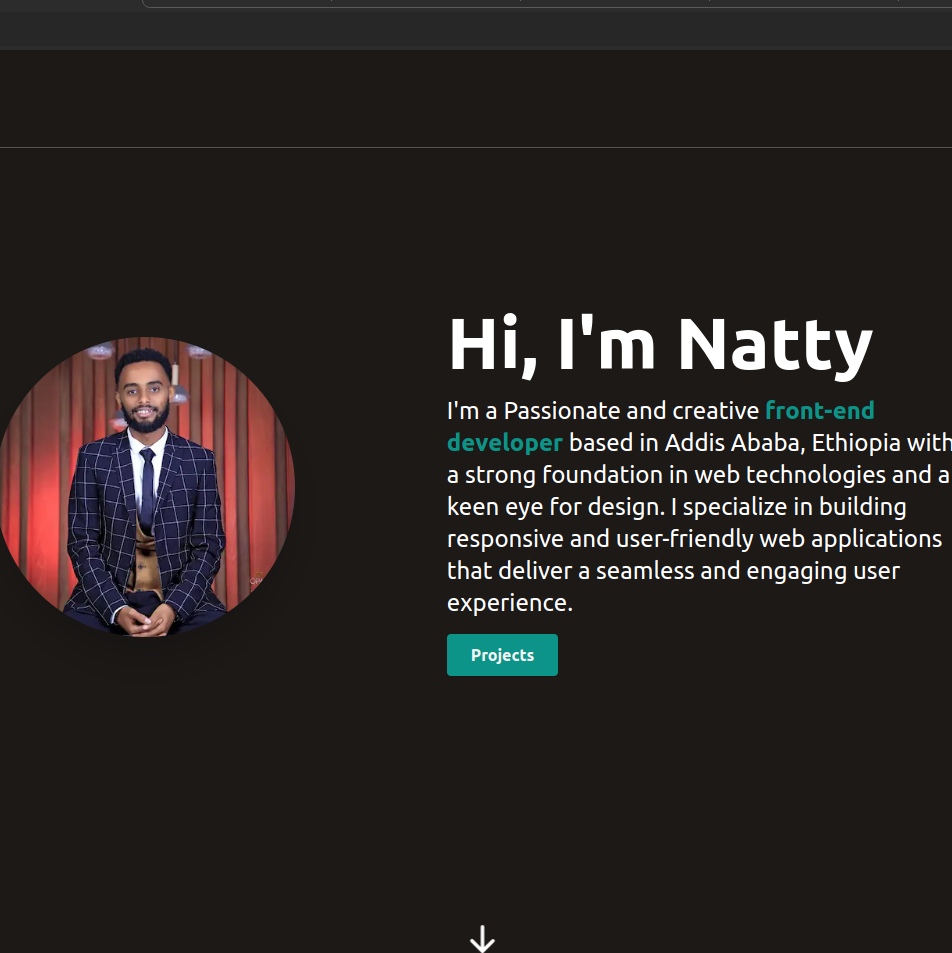 Hi, I'm Natty
I'm a Passionate and creative front-end
developer based in Addis Ababa, Ethiopia with
a strong foundation in web technologies and a
keen eye for design. I specialize in building
responsive and user-friendly web applications
that deliver a seamless and engaging user
experience.
Projects